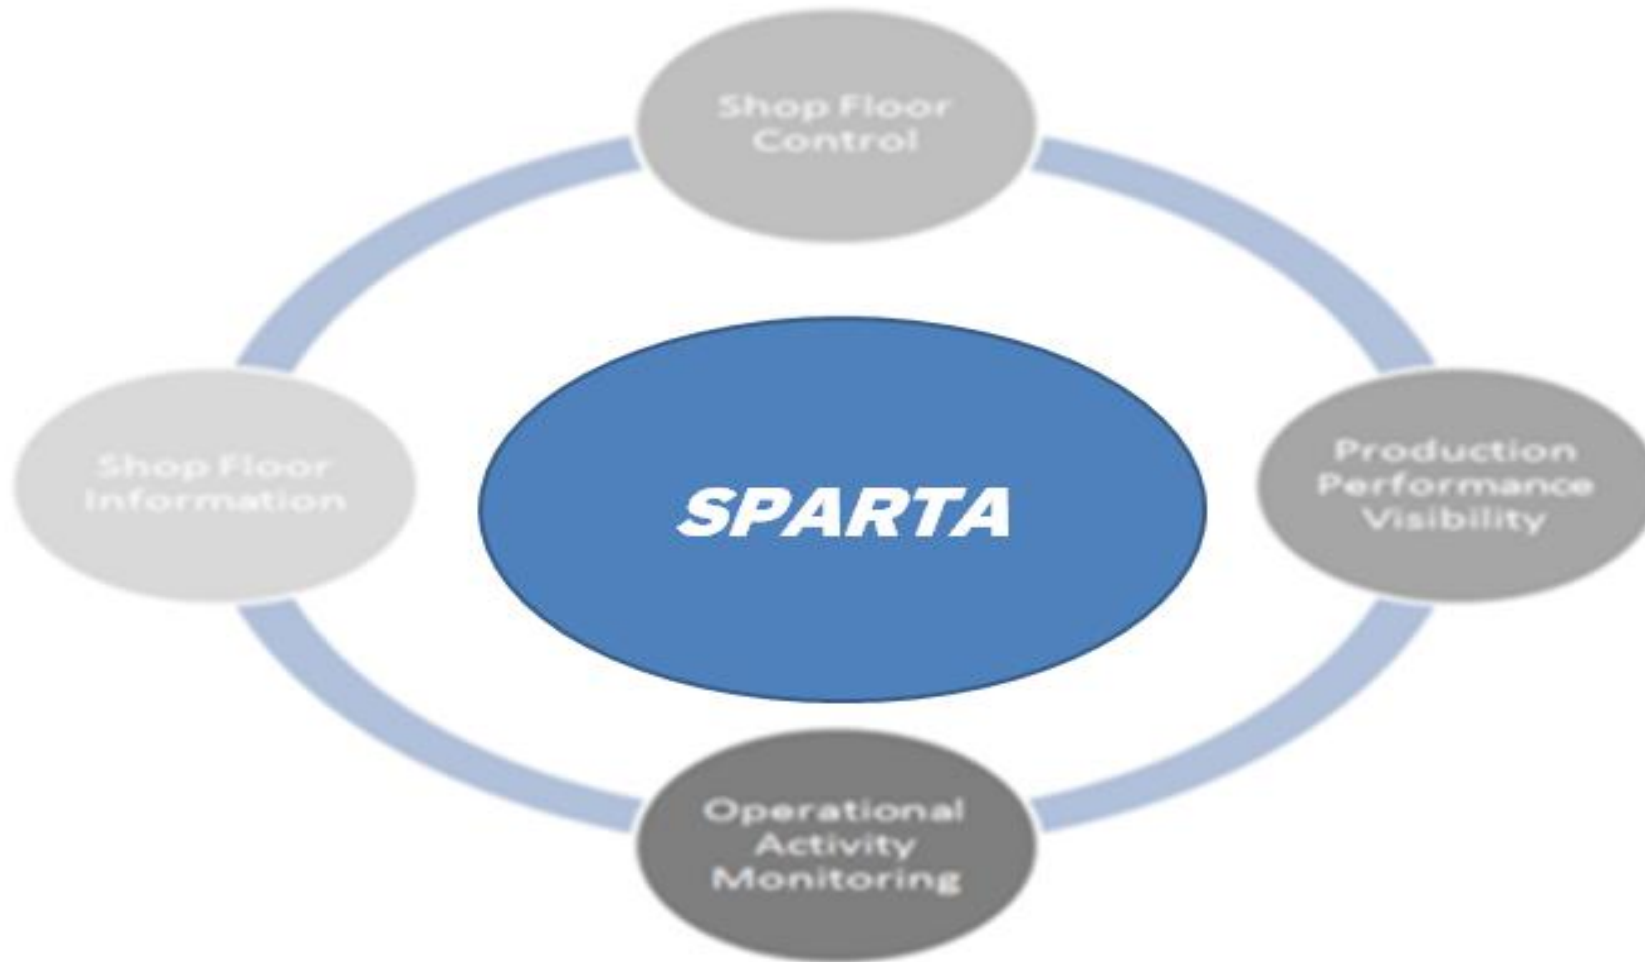 Shop Floor
Control
Shop Floor
Information
SPARTA
Production
Performance
Visibility
Operational
Activity
Monitoring